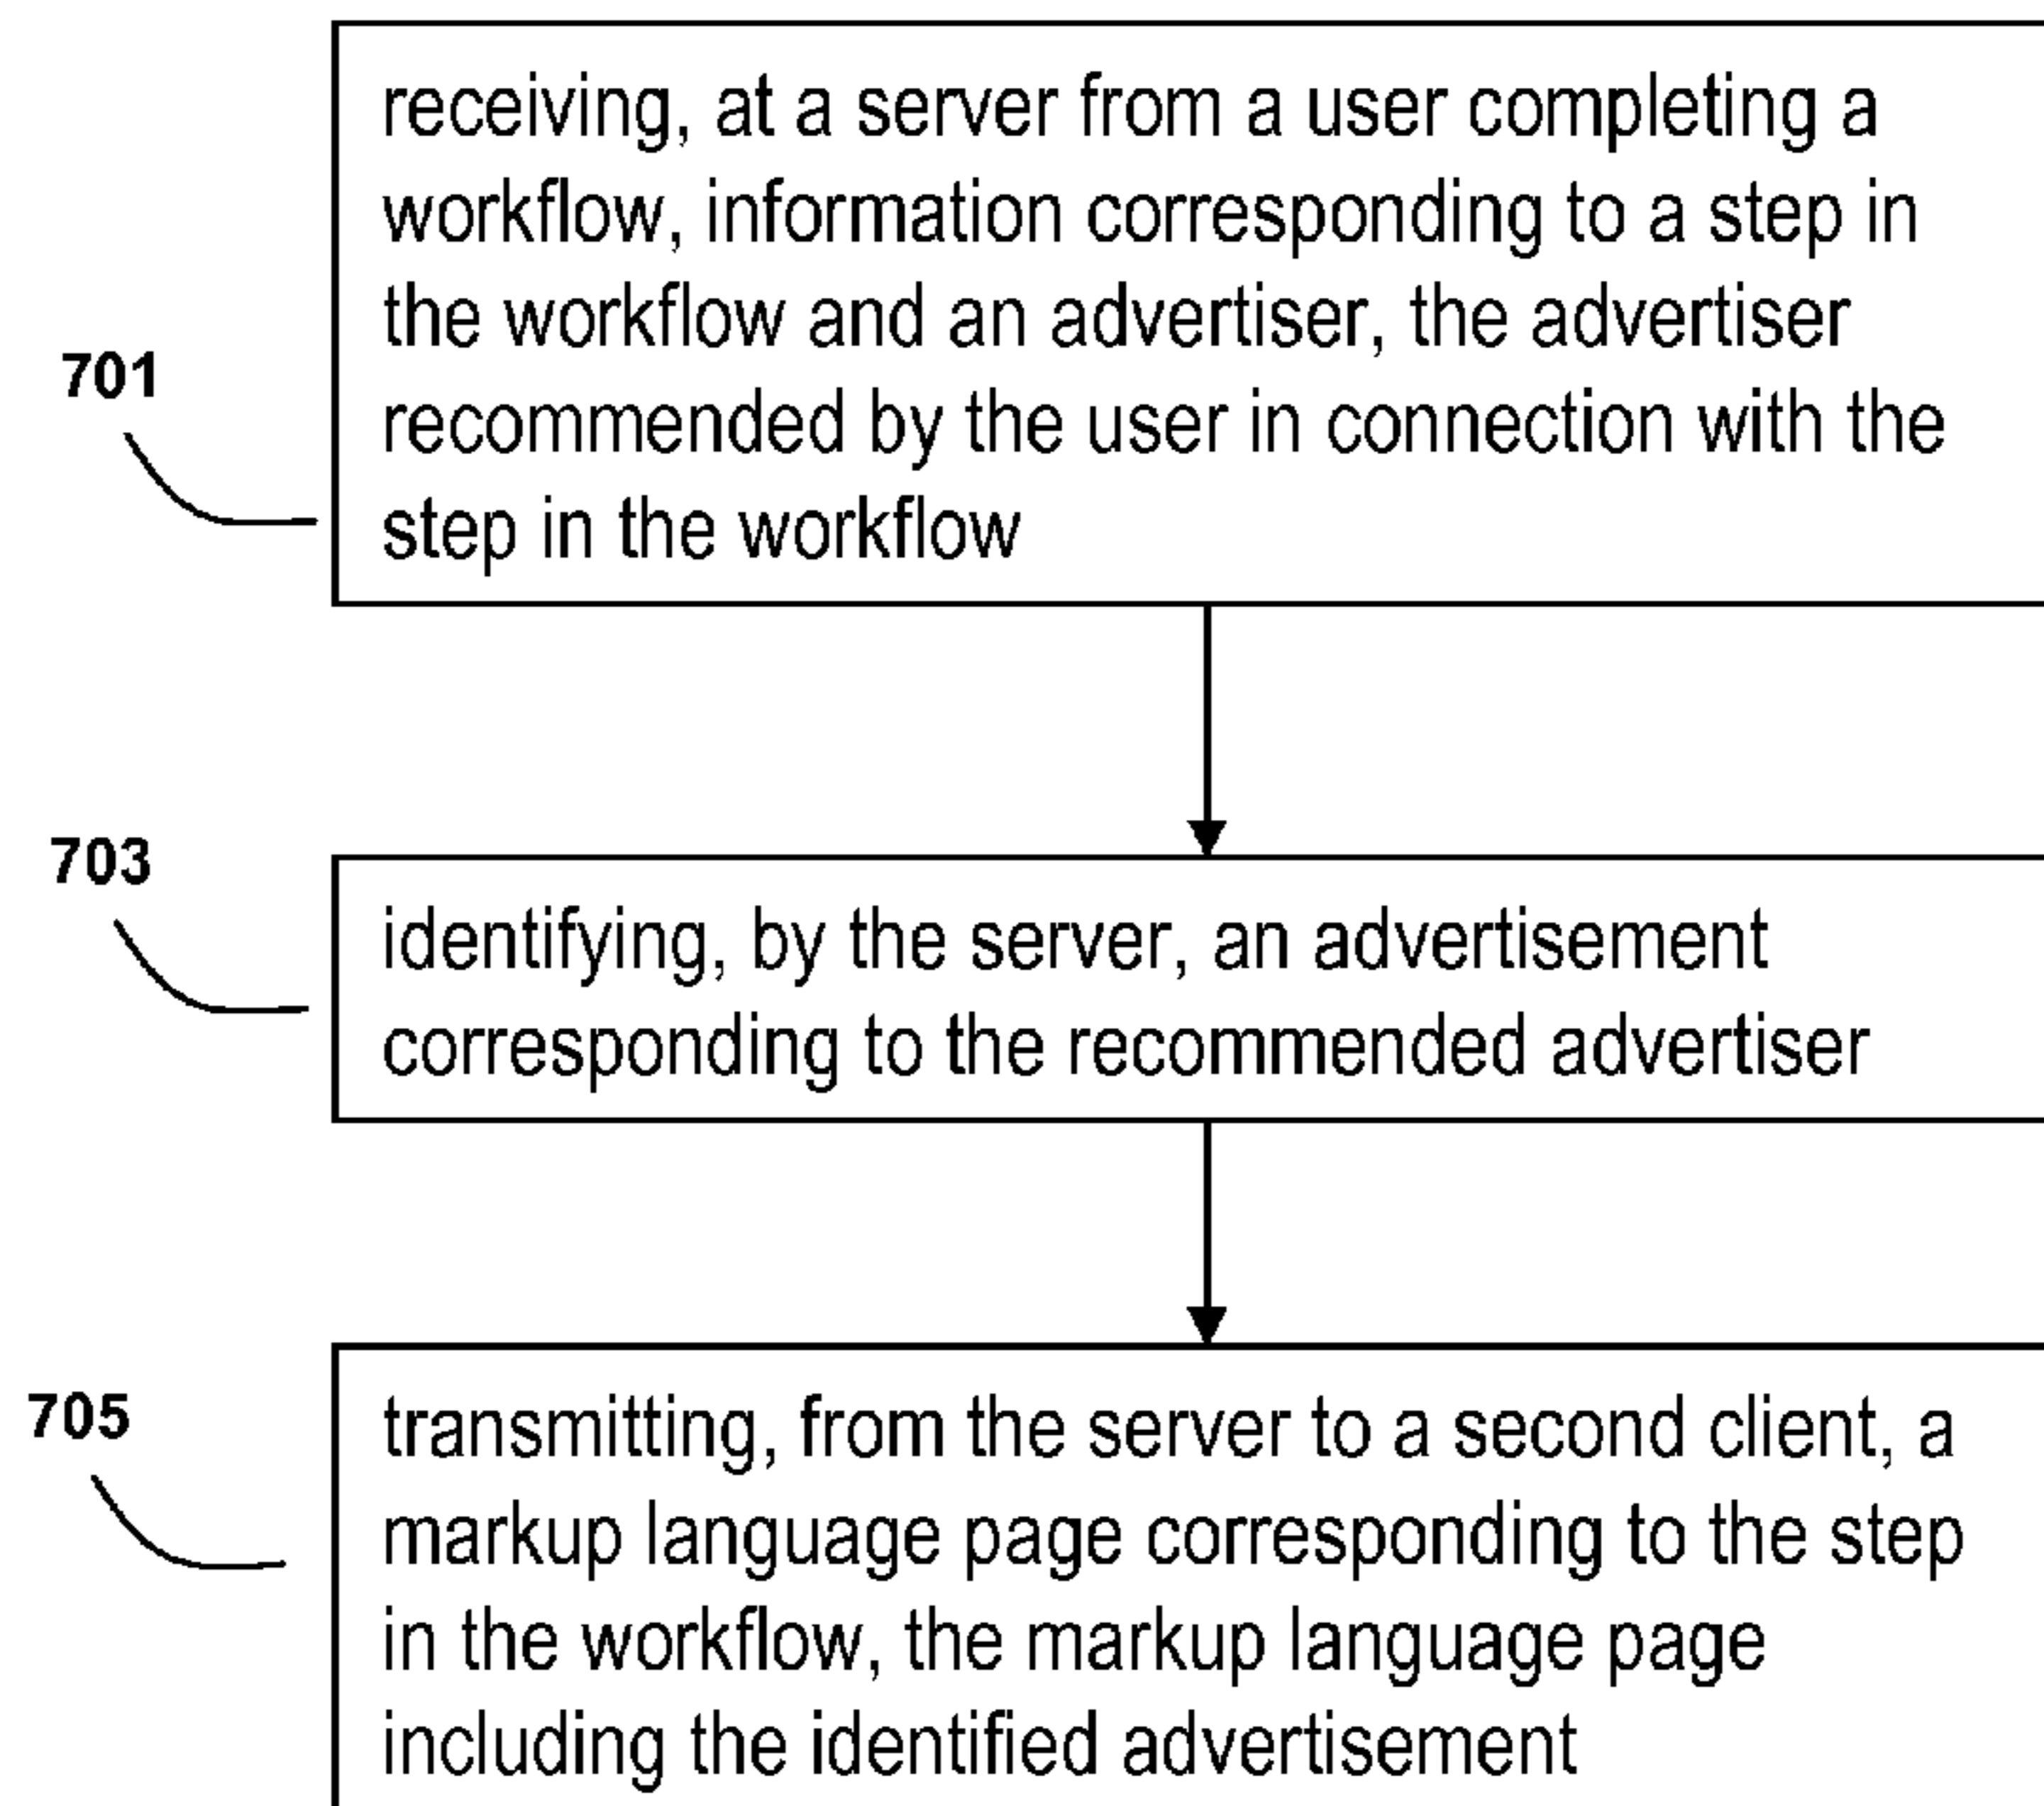 receiving, at a server from a user completing a
workflow, information corresponding to a step in
the workflow and an advertiser, the advertiser
701
recommended by the user in connection with the
step in the workflow
703
identifying, by the server, an advertisement
corresponding to the recommended advertiser
705
transmitting, from the server to a second client, a
markup language page corresponding to the step
in the workflow, the markup language page
including the identified advertisement